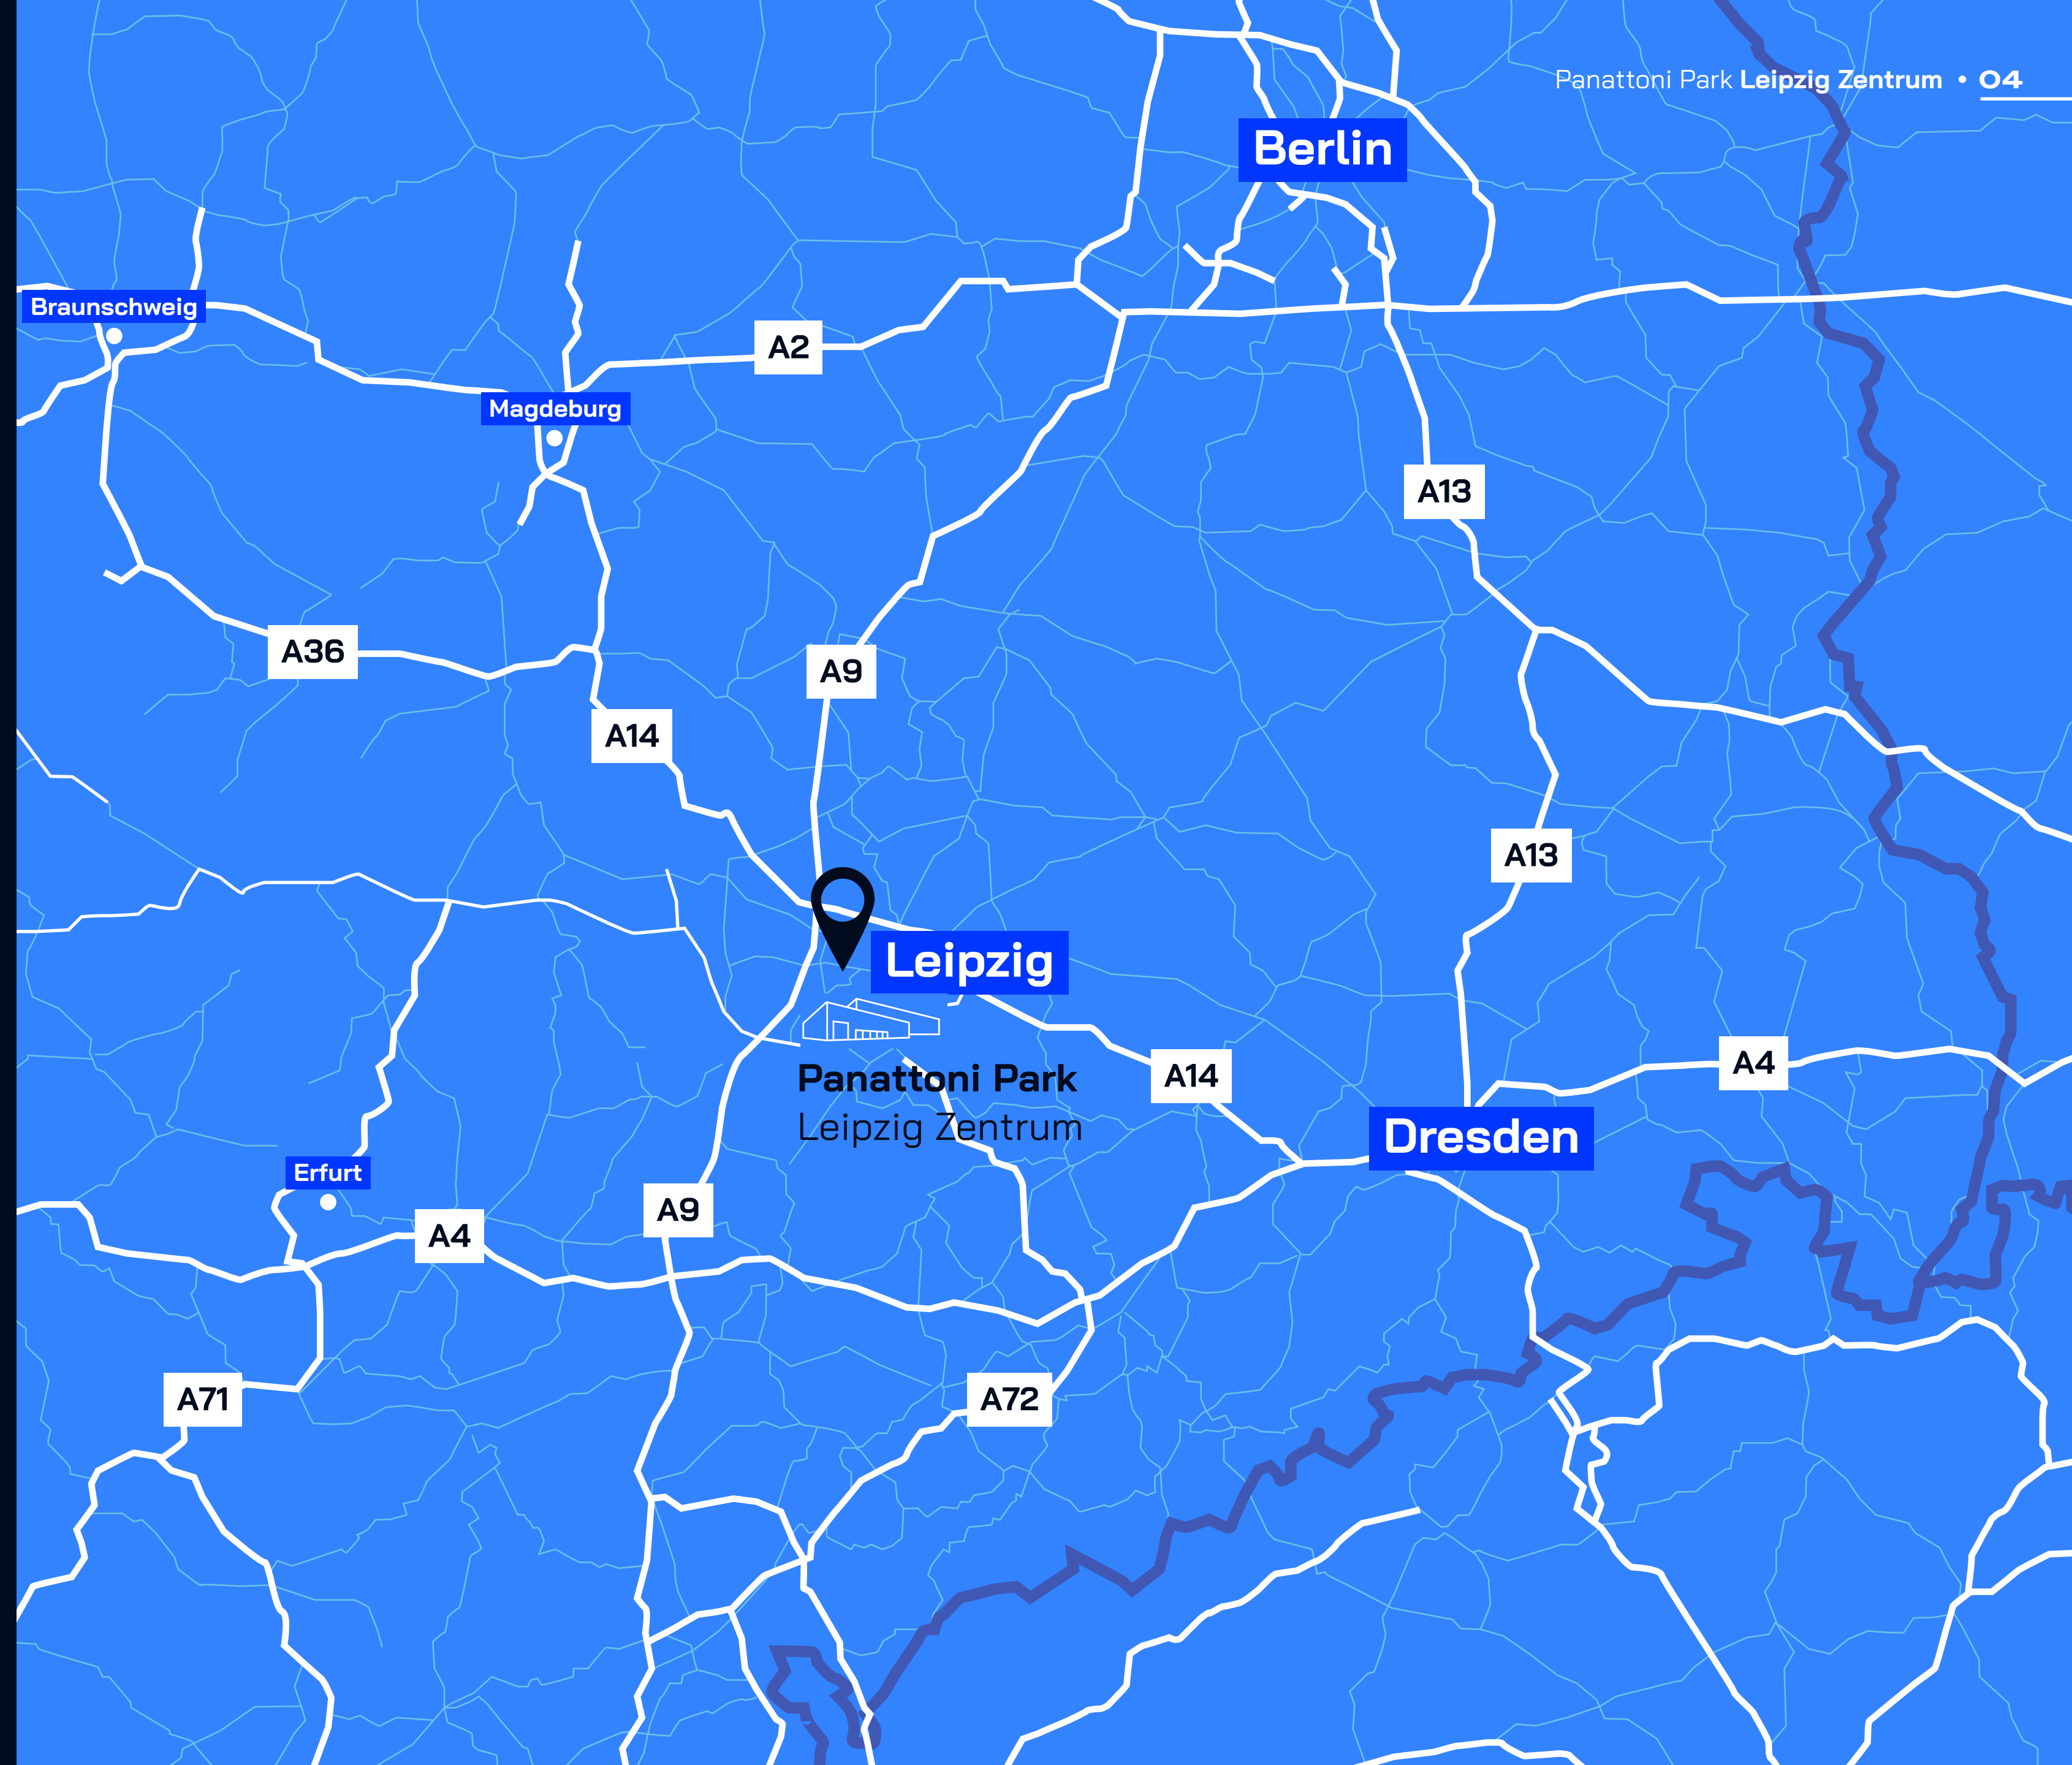 Panattoni Park Leipzig Zentrum • 04
Berlin
Braunschweig
A2
Magdeburg
A13
A36
A9
A14
A13
Leipzig
A14
A4
Panattoni Park
Leipzig Zentrum
Dresden
Erfurt
A9
A4
A71
A72